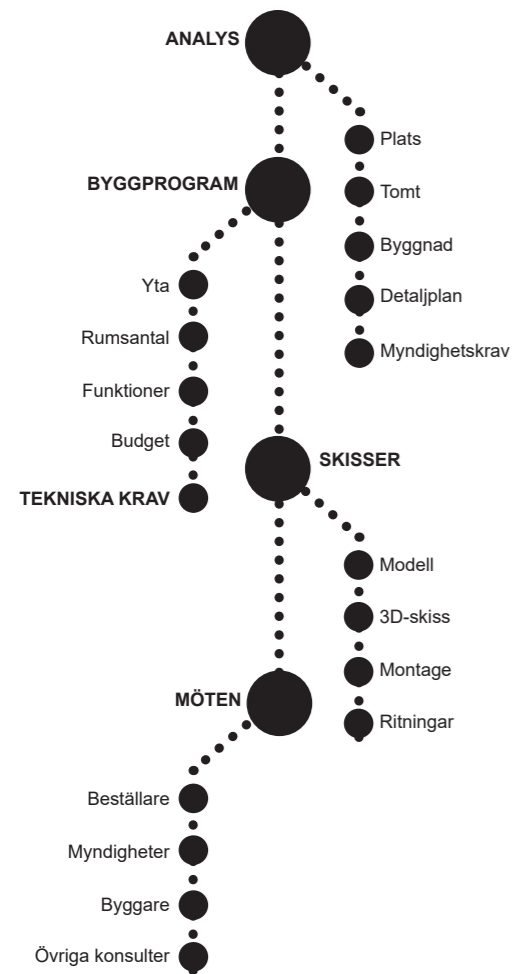 ANALYS
Plats
Tomt
Byggnad
Detaljplan
Myndighetskrav
BYGGPROGRAM
Yta
Rumsantal
Funktioner
Budget
TEKNISKA KRAV
SKISSER
Modell
3D-skiss
Montage
Ritningar
MÖTEN
Beställare
Myndigheter
Byggare
Övriga konsulter